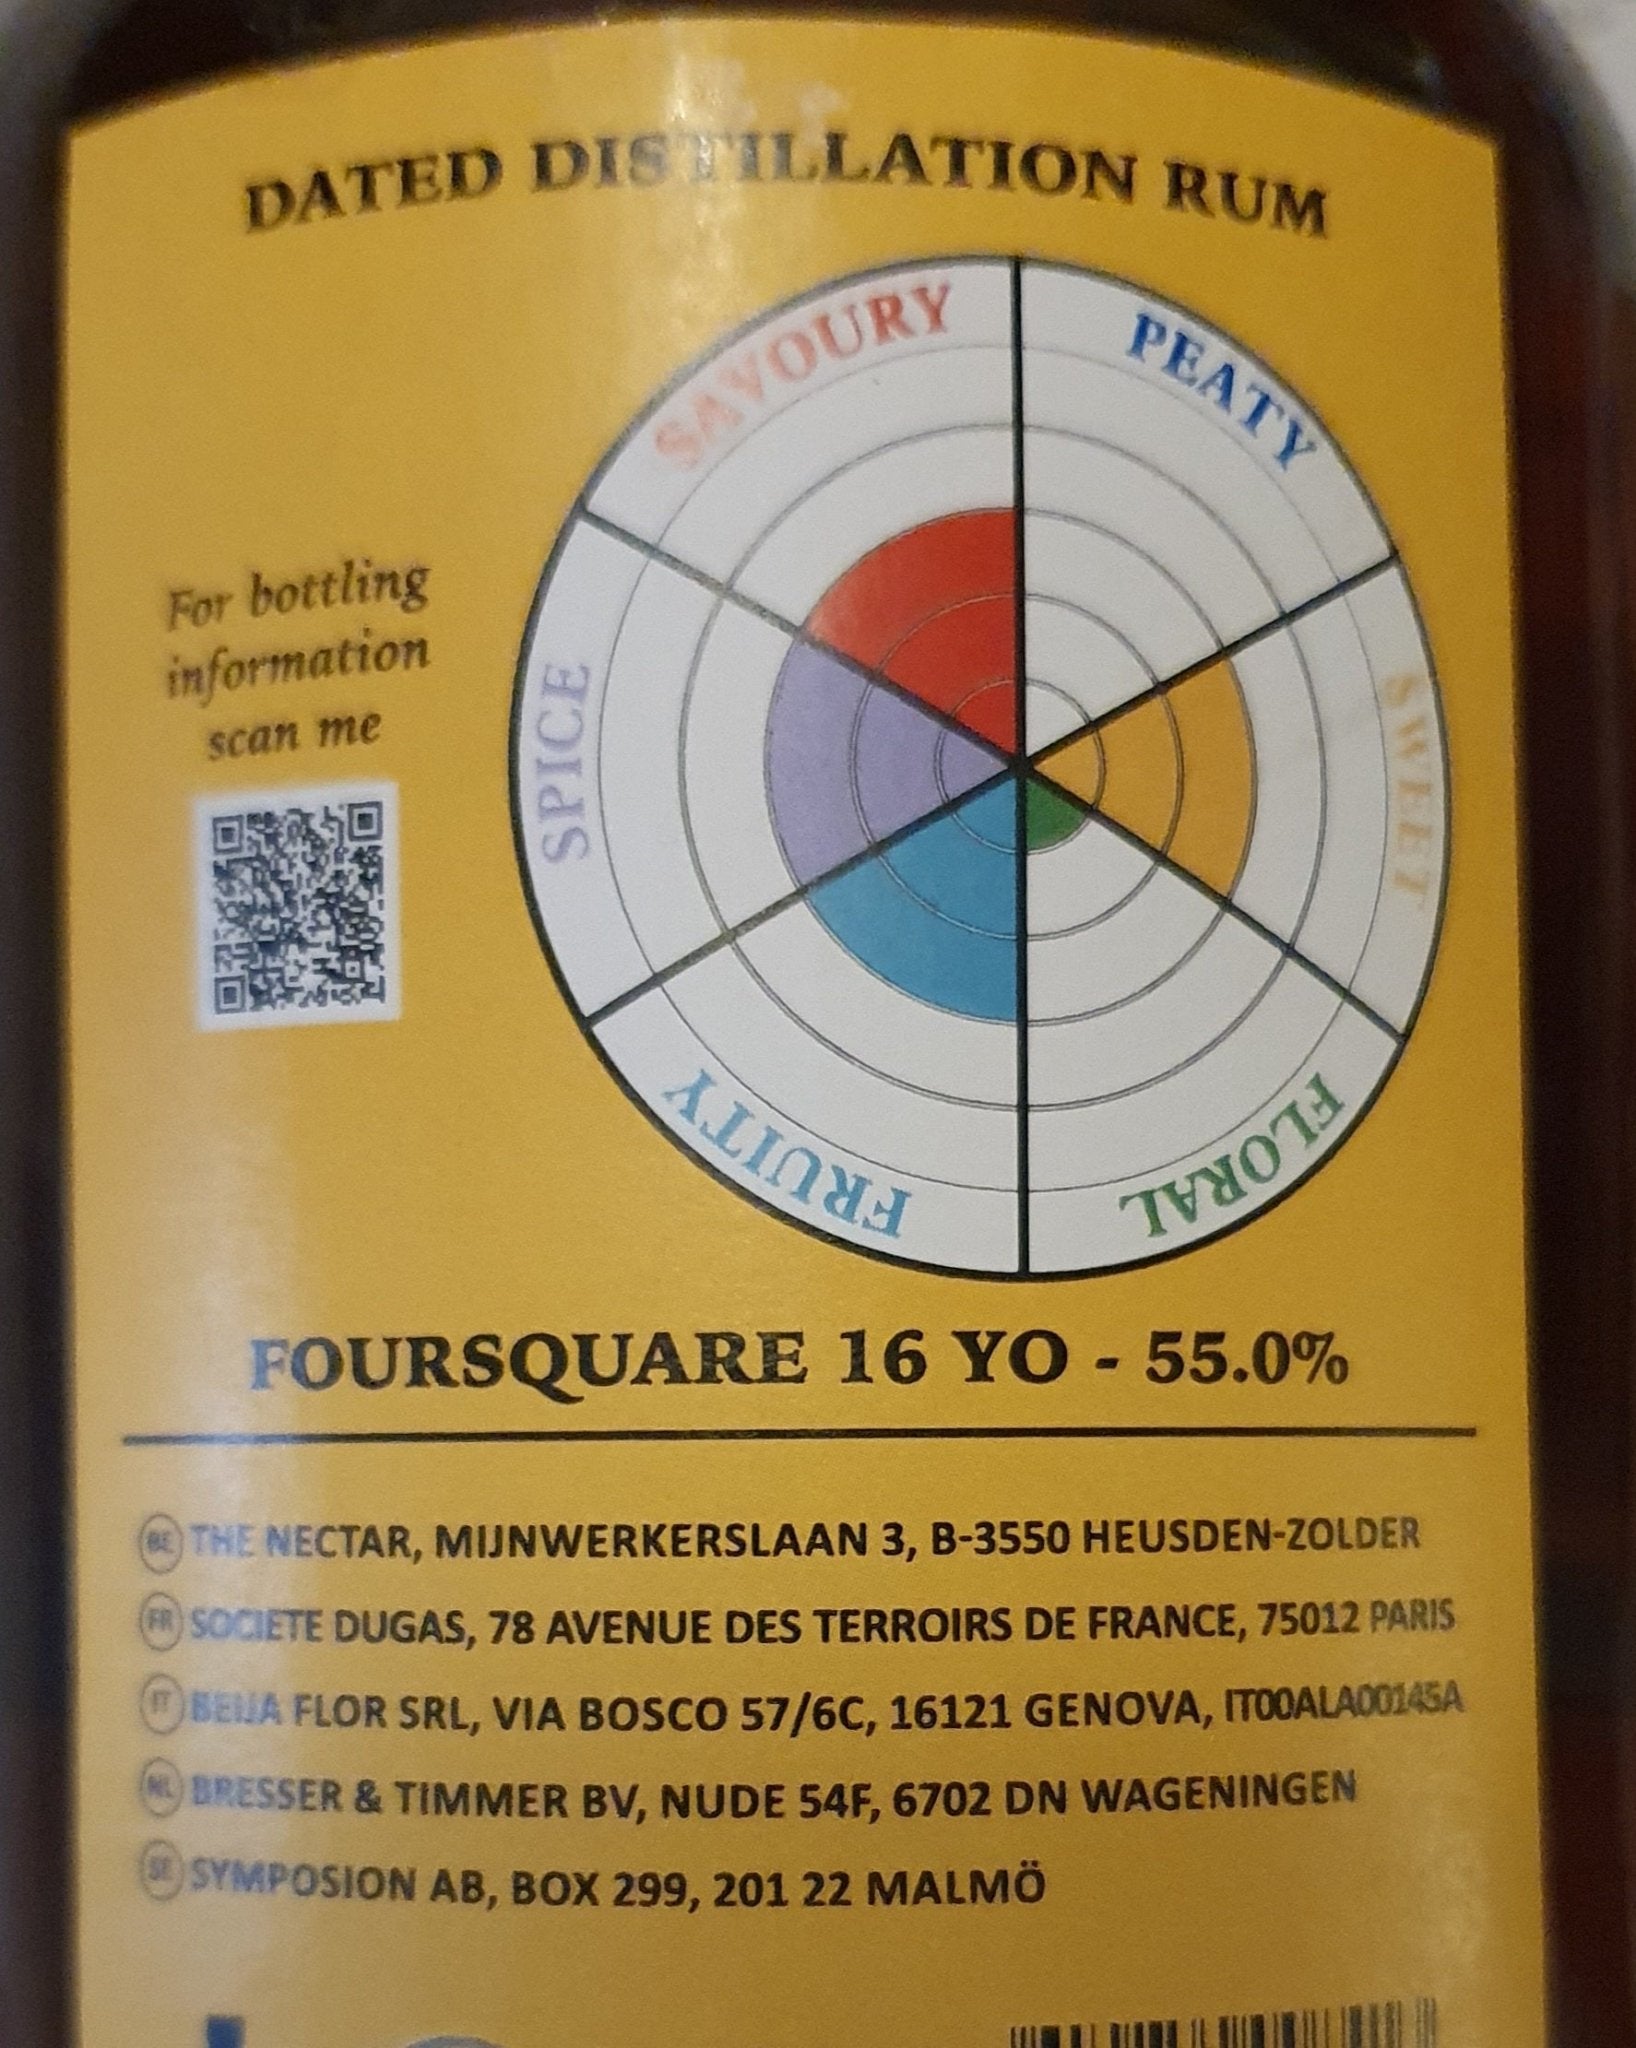 DATED DISTILLATION RUM
SAVOURY
PEATY
SWEET
FLORAL
FRUITY
SPICE
For bottling
information
scan me
FOURSQUARE 16 YO - 55.0%
BE THE NECTAR, MIJNWERKERSLAAN 3, B-3550 HEUSDEN-ZOLDER
FR SOCIETE DUGAS, 78 AVENUE DES TERROIRS DE FRANCE, 75012 PARIS
IT BEIJA FLOR SRL, VIA BOSCO 57/6C, 16121 GENOVA, IT00ALA00145A
NL BRESSER & TIMMER BV, NUDE 54F, 6702 DN WAGENINGEN
SE SYMPOSION AB, BOX 299, 201 22 MALMÖ